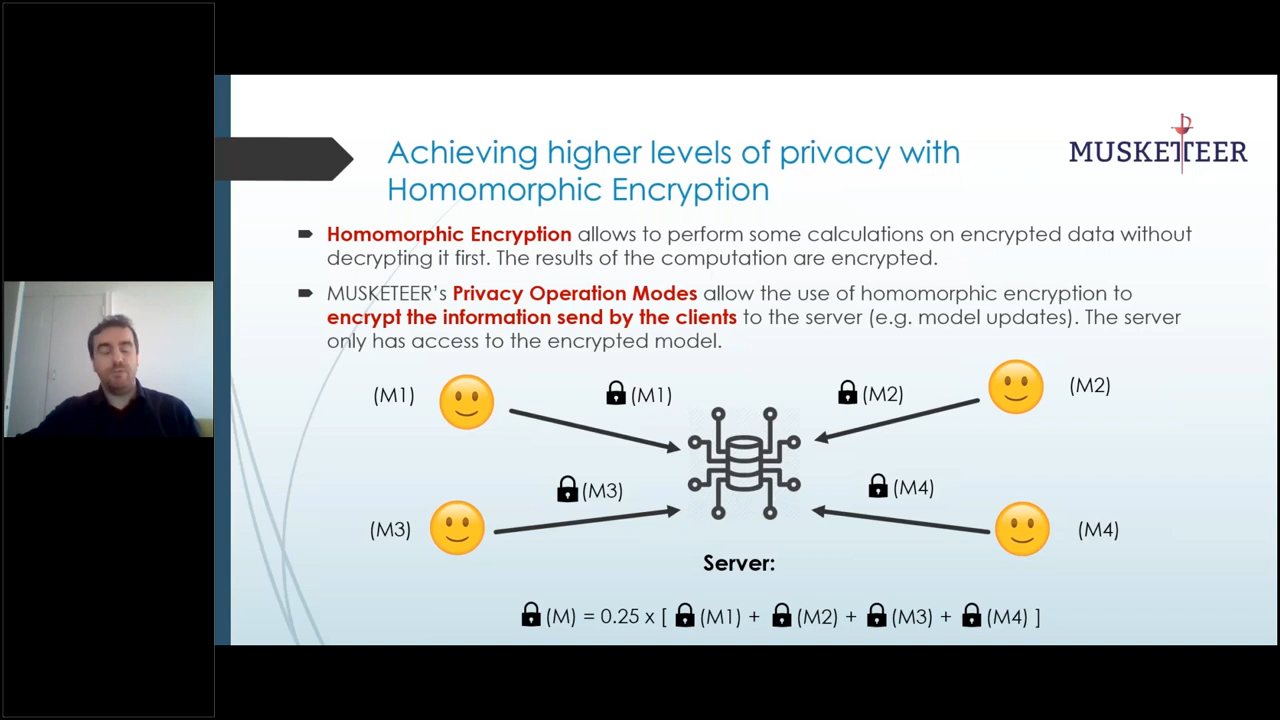 Achieving higher levels of privacy with
Homomorphic Encryption
MUSKETEER
Homomorphic Encryption allows to perform some calculations on encrypted data without
decrypting it first. The results of the computation are encrypted.
MUSKETEER’s Privacy Operation Modes allow the use of homomorphic encryption to
encrypt the information send by the clients to the server (e.g. model updates). The server
only has access to the encrypted model.
(M1) (M1) (M2) (M2)
(M3) (M3) (M4) (M4)
Server:
(M) = 0.25 x [ (M1) + (M2) + (M3) + (M4) ]